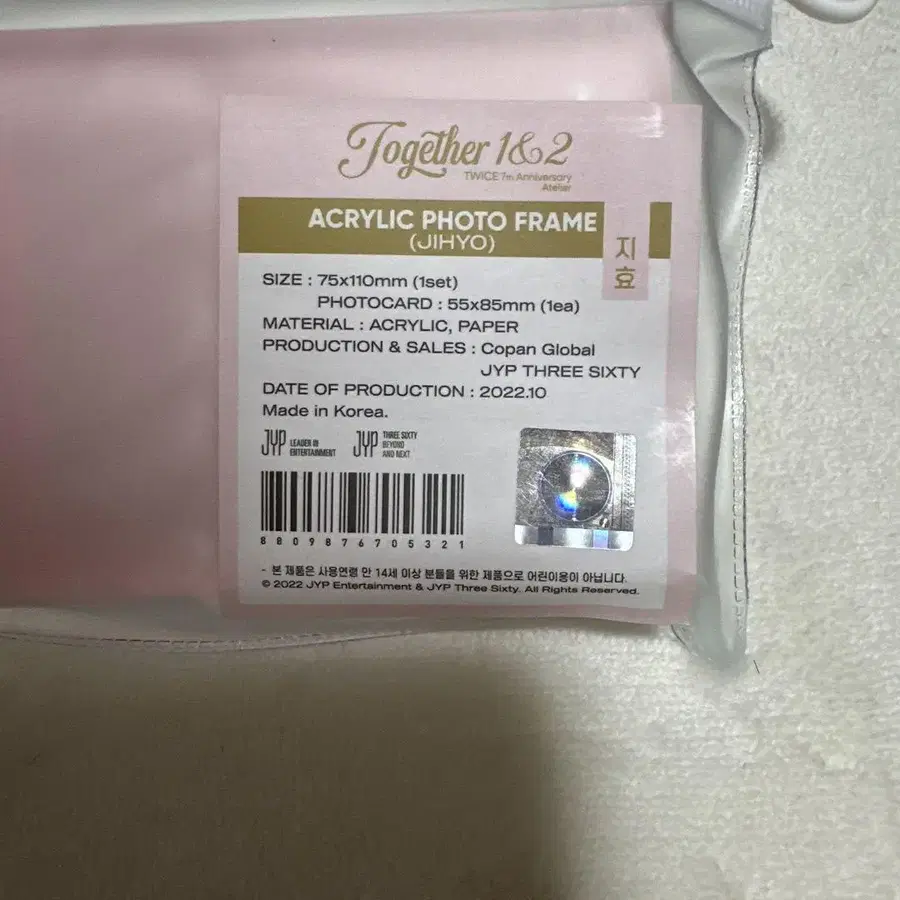 Together 1&2
TWICE 7th Anniversary
Atelier
ACRYLIC PHOTO FRAME
(JIHYO)
지효
SIZE : 75x110mm (1set)
PHOTOCARD : 55x85mm (1ea)
MATERIAL : ACRYLIC, PAPER
PRODUCTION & SALES : Copan Global
JYP THREE SIXTY
DATE OF PRODUCTION : 2022.10
Made in Korea.
JYP LEADER IN
ENTERTAINMENT
JYP THREE SIXTY
BEYOND
AND NEXT
8809876705321
- 본 제품은 사용연령 만 14세 이상 분들을 위한 제품으로 어린이용이 아닙니다.
© 2022 JYP Entertainment & JYP Three Sixty. All Rights Reserved.